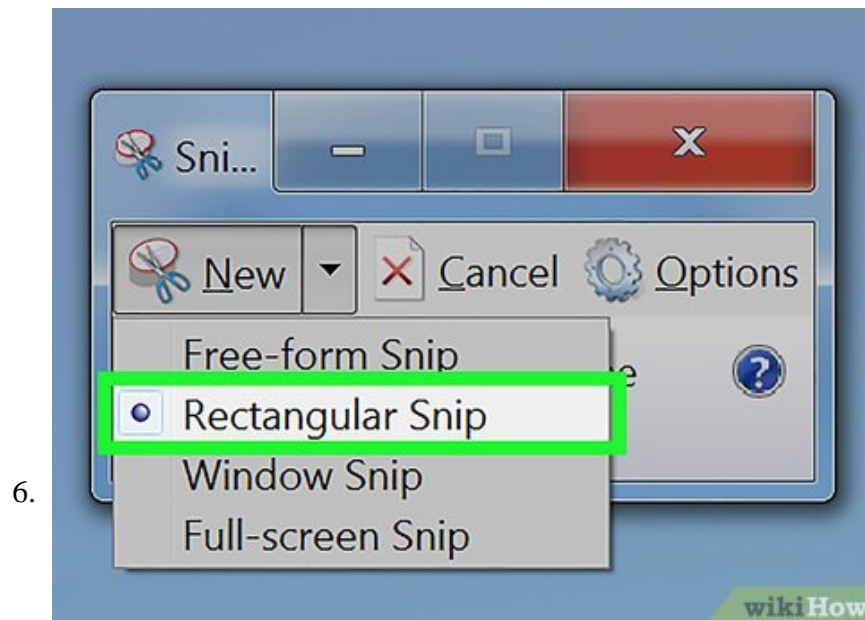 Sni...
New Cancel Options
Free-form Snip
e
Rectangular Snip
Window Snip
Full-screen Snip
6.
wikiHow